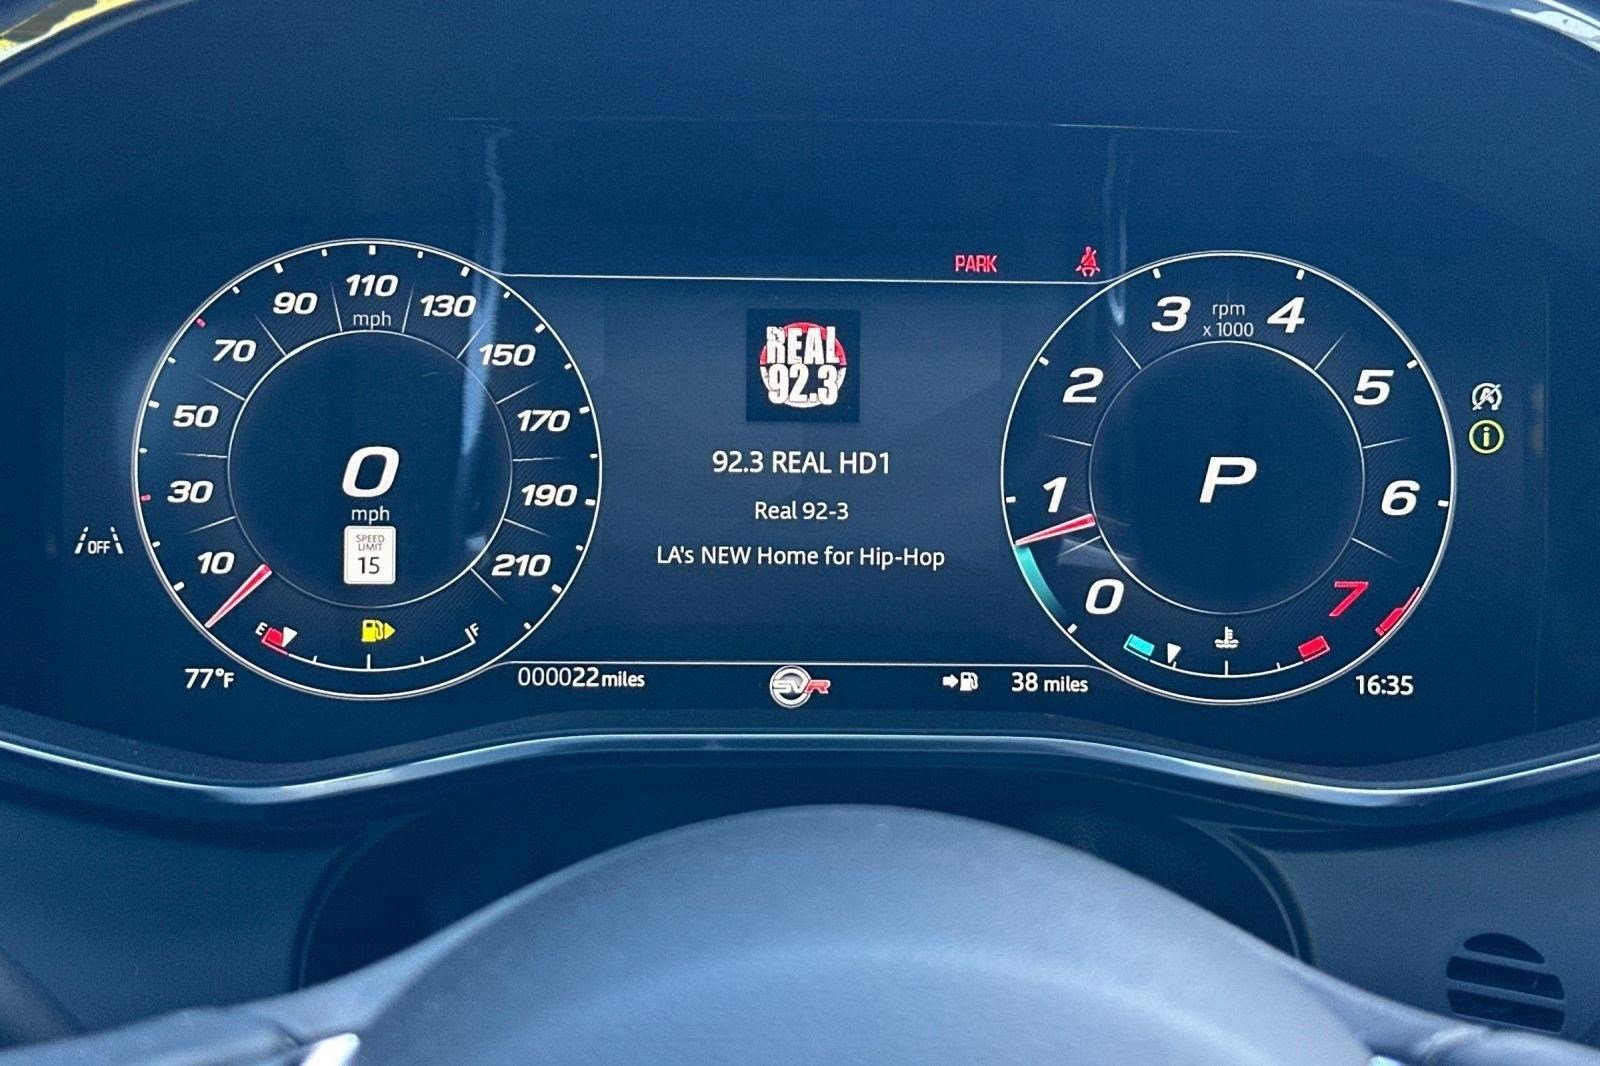 PARK
90 110 130
mph
70 150
50 170
30 190
10 210
0
mph
SPEED
LIMIT
15
E F
OFF
77°F
REAL
92.3
92.3 REAL HD1
Real 92-3
LA's NEW Home for Hip-Hop
000022 miles
SVR
38 miles
3 rpm 4
x 1000
2 5
1 6
0 7
P
A
i
16:35